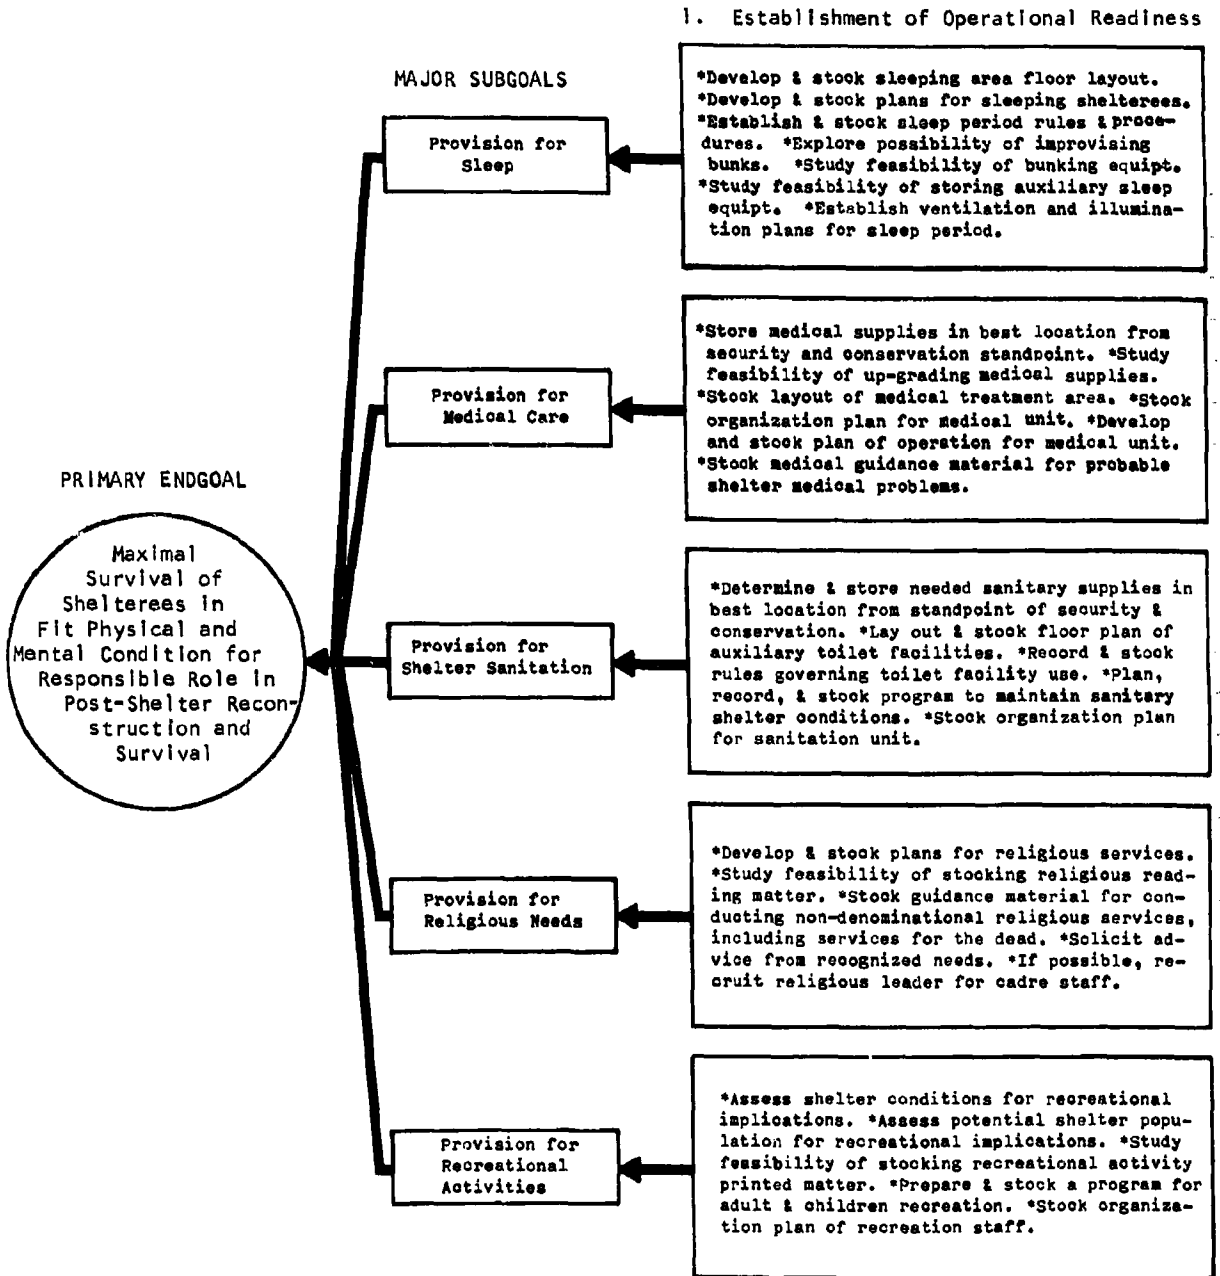 1. Establishment of Operational Readiness
MAJOR SUBGOALS
Provision for
Sleep
*Develop & stock sleeping area floor layout.
*Develop & stock plans for sleeping shelterees.
*Establish & stock sleep period rules & proce-
dures. *Explore possibility of improvising
bunks. *Study feasibility of bunking equipt.
*Study feasibility of storing auxiliary sleep
equipt. *Establish ventilation and illumina-
tion plans for sleep period.
Provision for
Medical Care
*Store medical supplies in best location from
security and conservation standpoint. *Study
feasibility of up-grading medical supplies.
*Stock layout of medical treatment area. *Stock
organization plan for medical unit. *Develop
and stock plan of operation for medical unit.
*Stock medical guidance material for probable
shelter medical problems.
PRIMARY ENDGOAL
Maximal
Survival of
Shelterees in
Fit Physical and
Mental Condition for
Responsible Role in
Post-Shelter Recon-
struction and
Survival
Provision for
Shelter Sanitation
*Determine & store needed sanitary supplies in
best location from standpoint of security &
conservation. *Lay out & stock floor plan of
auxiliary toilet facilities. *Record & stock
rules governing toilet facility use. *Plan,
record, & stock program to maintain sanitary
shelter conditions. *Stock organization plan
for sanitation unit.
Provision for
Religious Needs
*Develop & stock plans for religious services.
*Study feasibility of stocking religious read-
ing matter. *Stock guidance material for con-
ducting non-denominational religious services,
including services for the dead. *Solicit ad-
vice from recognized needs. *If possible, re-
cruit religious leader for cadre staff.
Provision for
Recreational
Activities
*Assess shelter conditions for recreational
implications. *Assess potential shelter popu-
lation for recreational implications. *Study
feasibility of stocking recreational activity
printed matter. *Prepare & stock a program for
adult & children recreation. *Stock organiza-
tion plan of recreation staff.